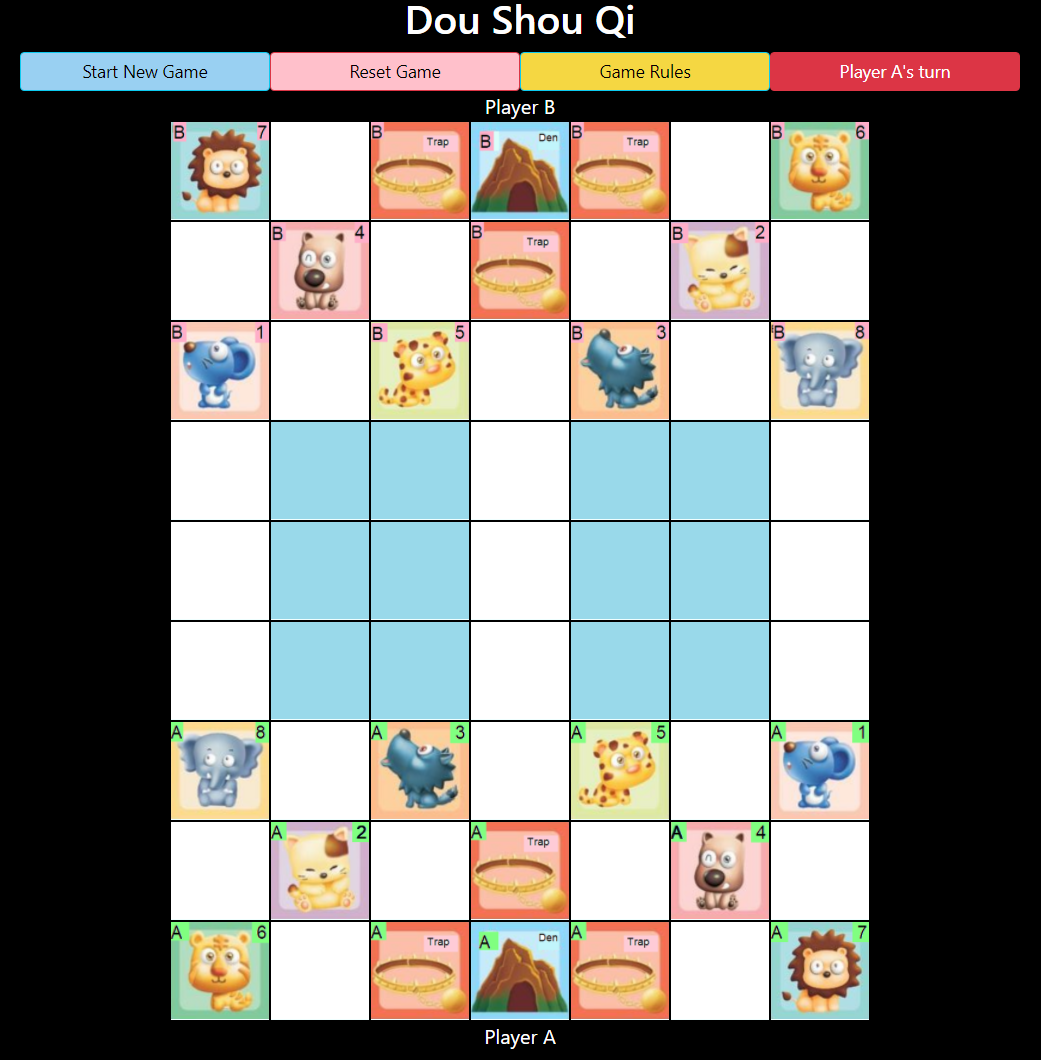 Dou Shou Qi
Start New Game Reset Game Game Rules Player A's turn
Player B
B 7 B Trap B Den B Trap B 6
B 4 B Trap B 2
B 1 B 5 B 3 B 8
A 8 A 3 A 5 A 1
A 2 A Trap A 4
A 6 A Trap A Den A Trap A 7
Player A